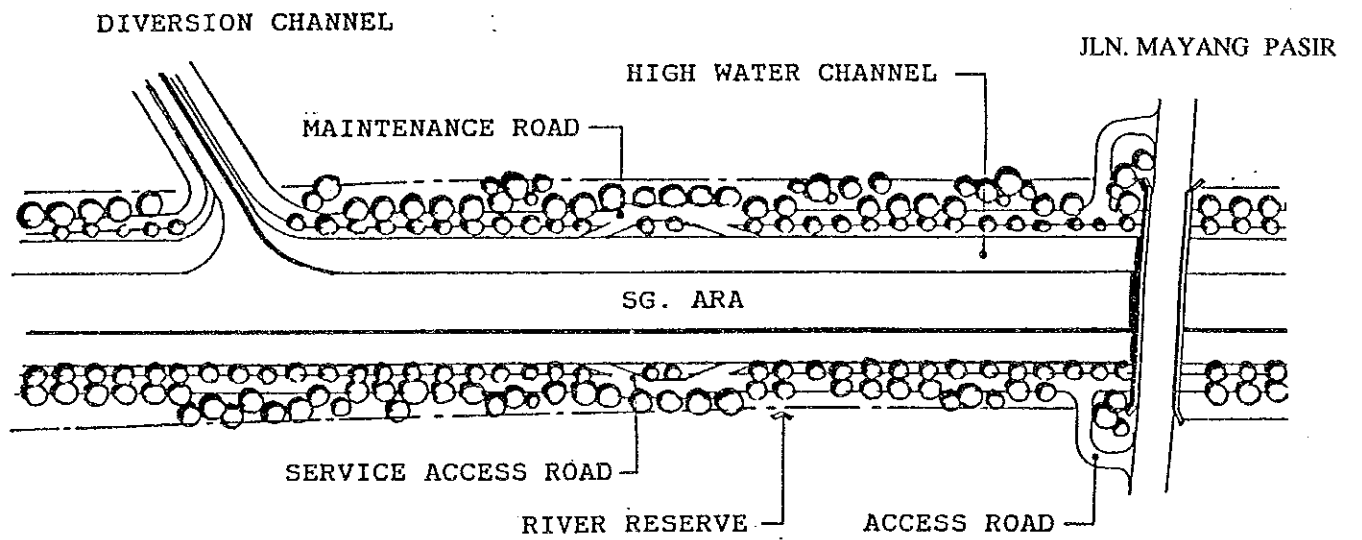 DIVERSION CHANNEL
JLN. MAYANG PASIR
HIGH WATER CHANNEL
MAINTENANCE ROAD
SG. ARA
SERVICE ACCESS ROAD
RIVER RESERVE
ACCESS ROAD